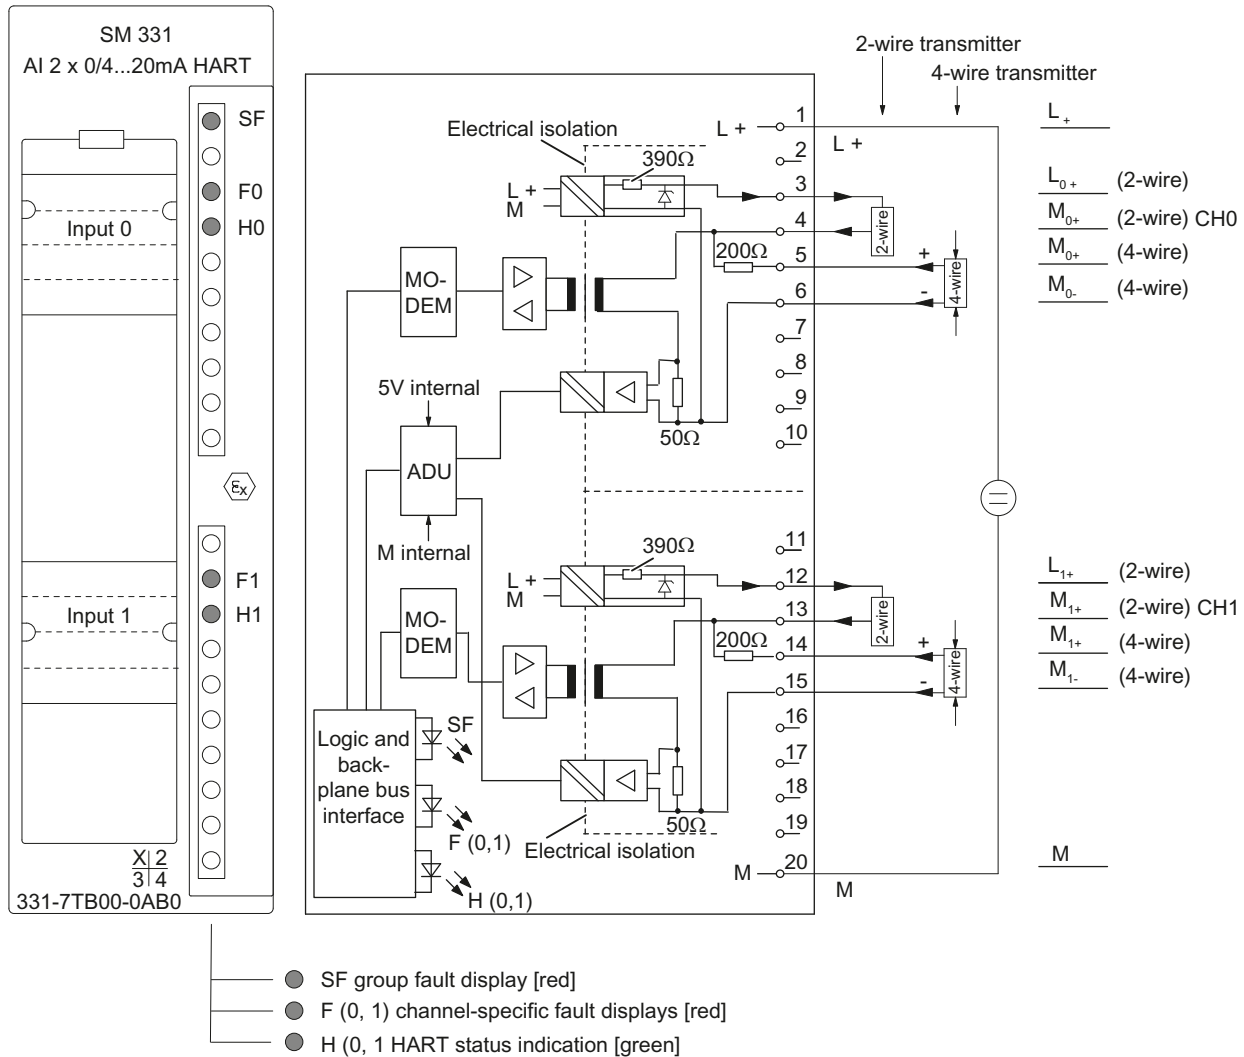 SM 331
AI 2 x 0/4...20mA HART
SF
F0
H0
Input 0
Ex
F1
H1
Input 1
X 2
3 4
331-7TB00-0AB0
2-wire transmitter
4-wire transmitter
Electrical isolation
390Ω
L +
M
L +
1
L +
2
3
4
5
6
7
8
9
10
200Ω
2-wire
+
-
4-wire
MO-
DEM
5V internal
ADU
M internal
50Ω
11
12
13
14
15
16
17
18
19
20
390Ω
L +
M
200Ω
2-wire
+
-
4-wire
MO-
DEM
50Ω
Electrical isolation
Logic and
back-
plane bus
interface
SF
F (0,1)
H (0,1)
M
M
L+
L0+ (2-wire)
M0+ (2-wire) CH0
M0+ (4-wire)
M0- (4-wire)
L1+ (2-wire)
M1+ (2-wire) CH1
M1+ (4-wire)
M1- (4-wire)
M
SF group fault display [red]
F (0, 1) channel-specific fault displays [red]
H (0, 1 HART status indication [green]